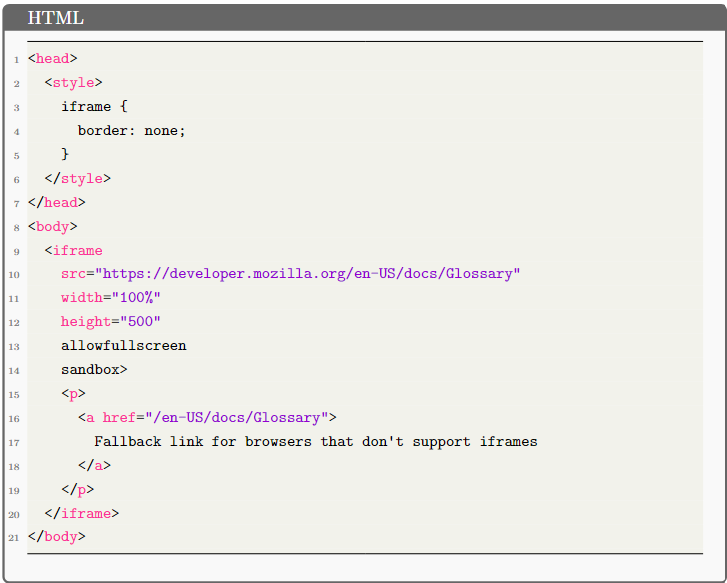 HTML
1 <head>
2   <style>
3     iframe {
4       border: none;
5     }
6   </style>
7 </head>
8 <body>
9   <iframe
10     src="https://developer.mozilla.org/en-US/docs/Glossary"
11     width="100%"
12     height="500"
13     allowfullscreen
14     sandbox>
15     <p>
16       <a href="/en-US/docs/Glossary">
17         Fallback link for browsers that don't support iframes
18       </a>
19     </p>
20   </iframe>
21 </body>